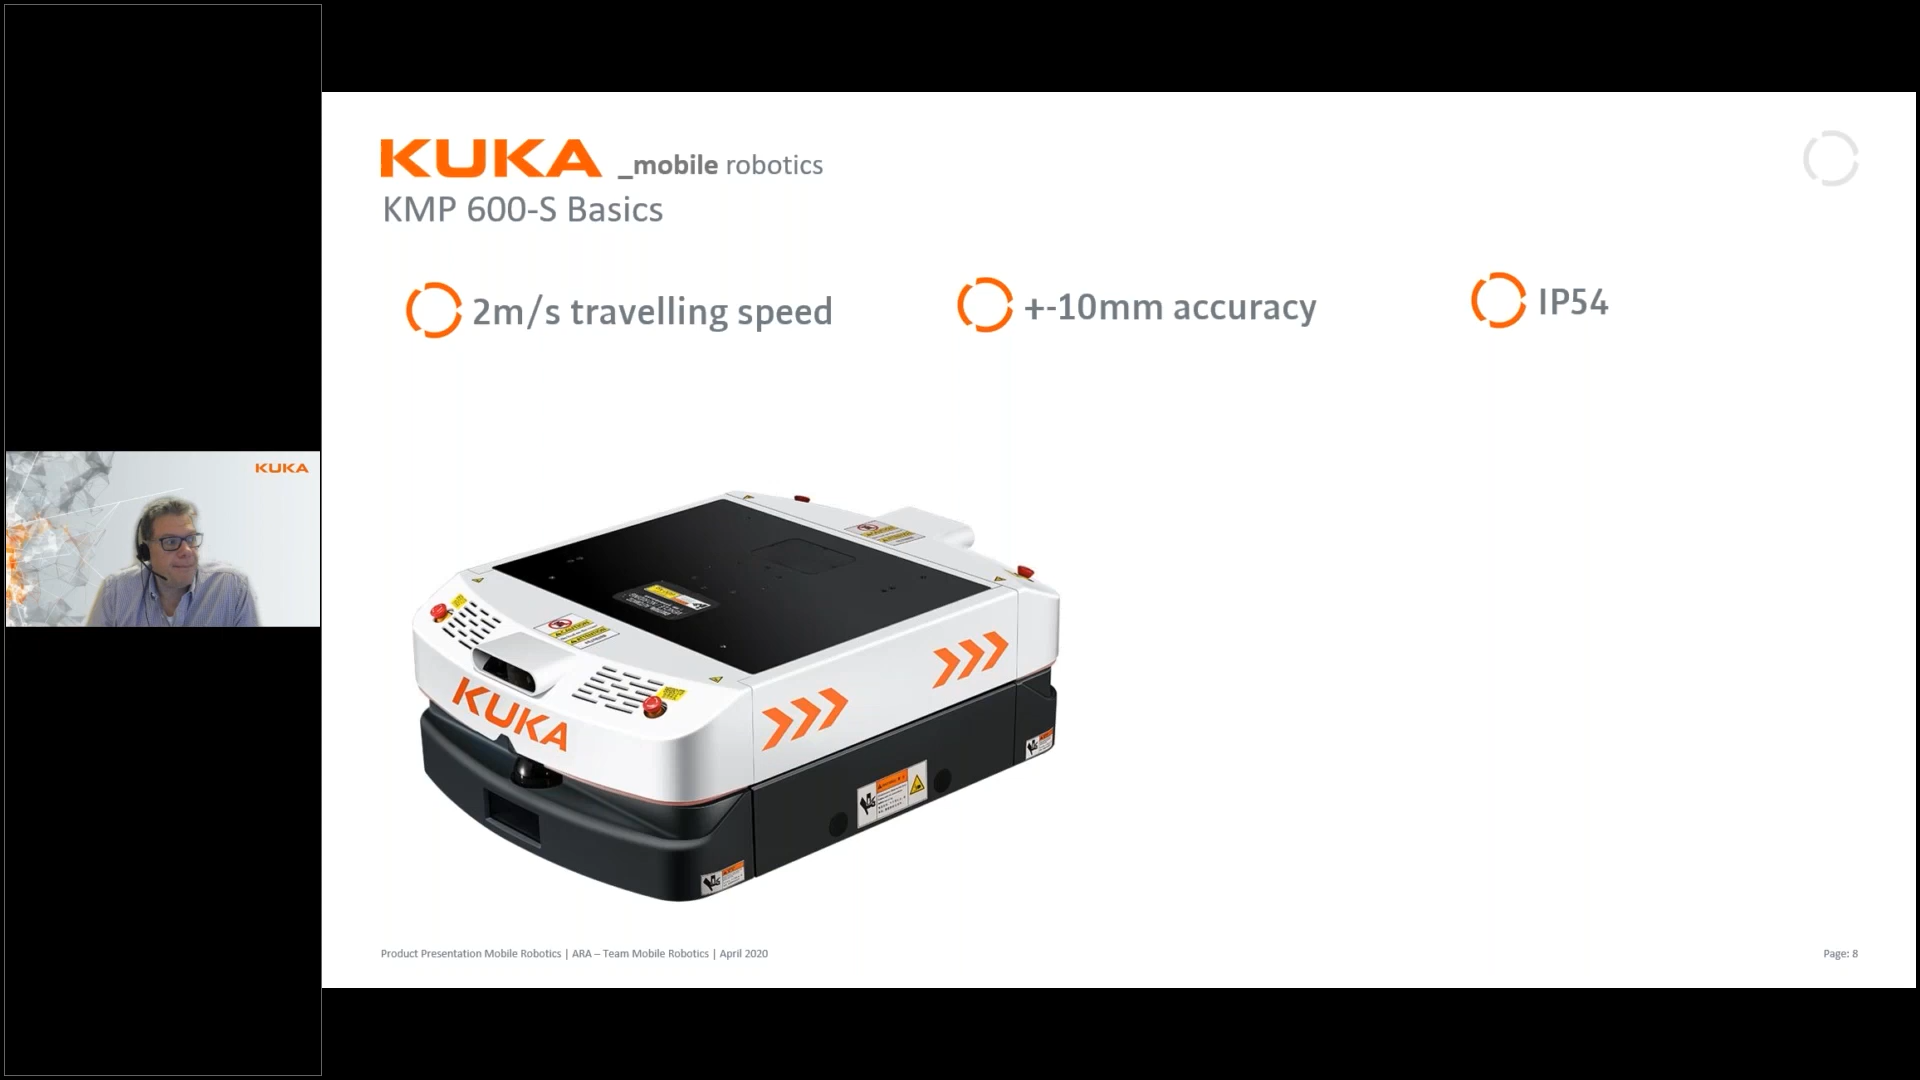 KUKA
KUKA _mobile robotics
KMP 600-S Basics
2m/s travelling speed
+-10mm accuracy
IP54
KUKA
Product Presentation Mobile Robotics | ARA – Team Mobile Robotics | April 2020
Page: 8